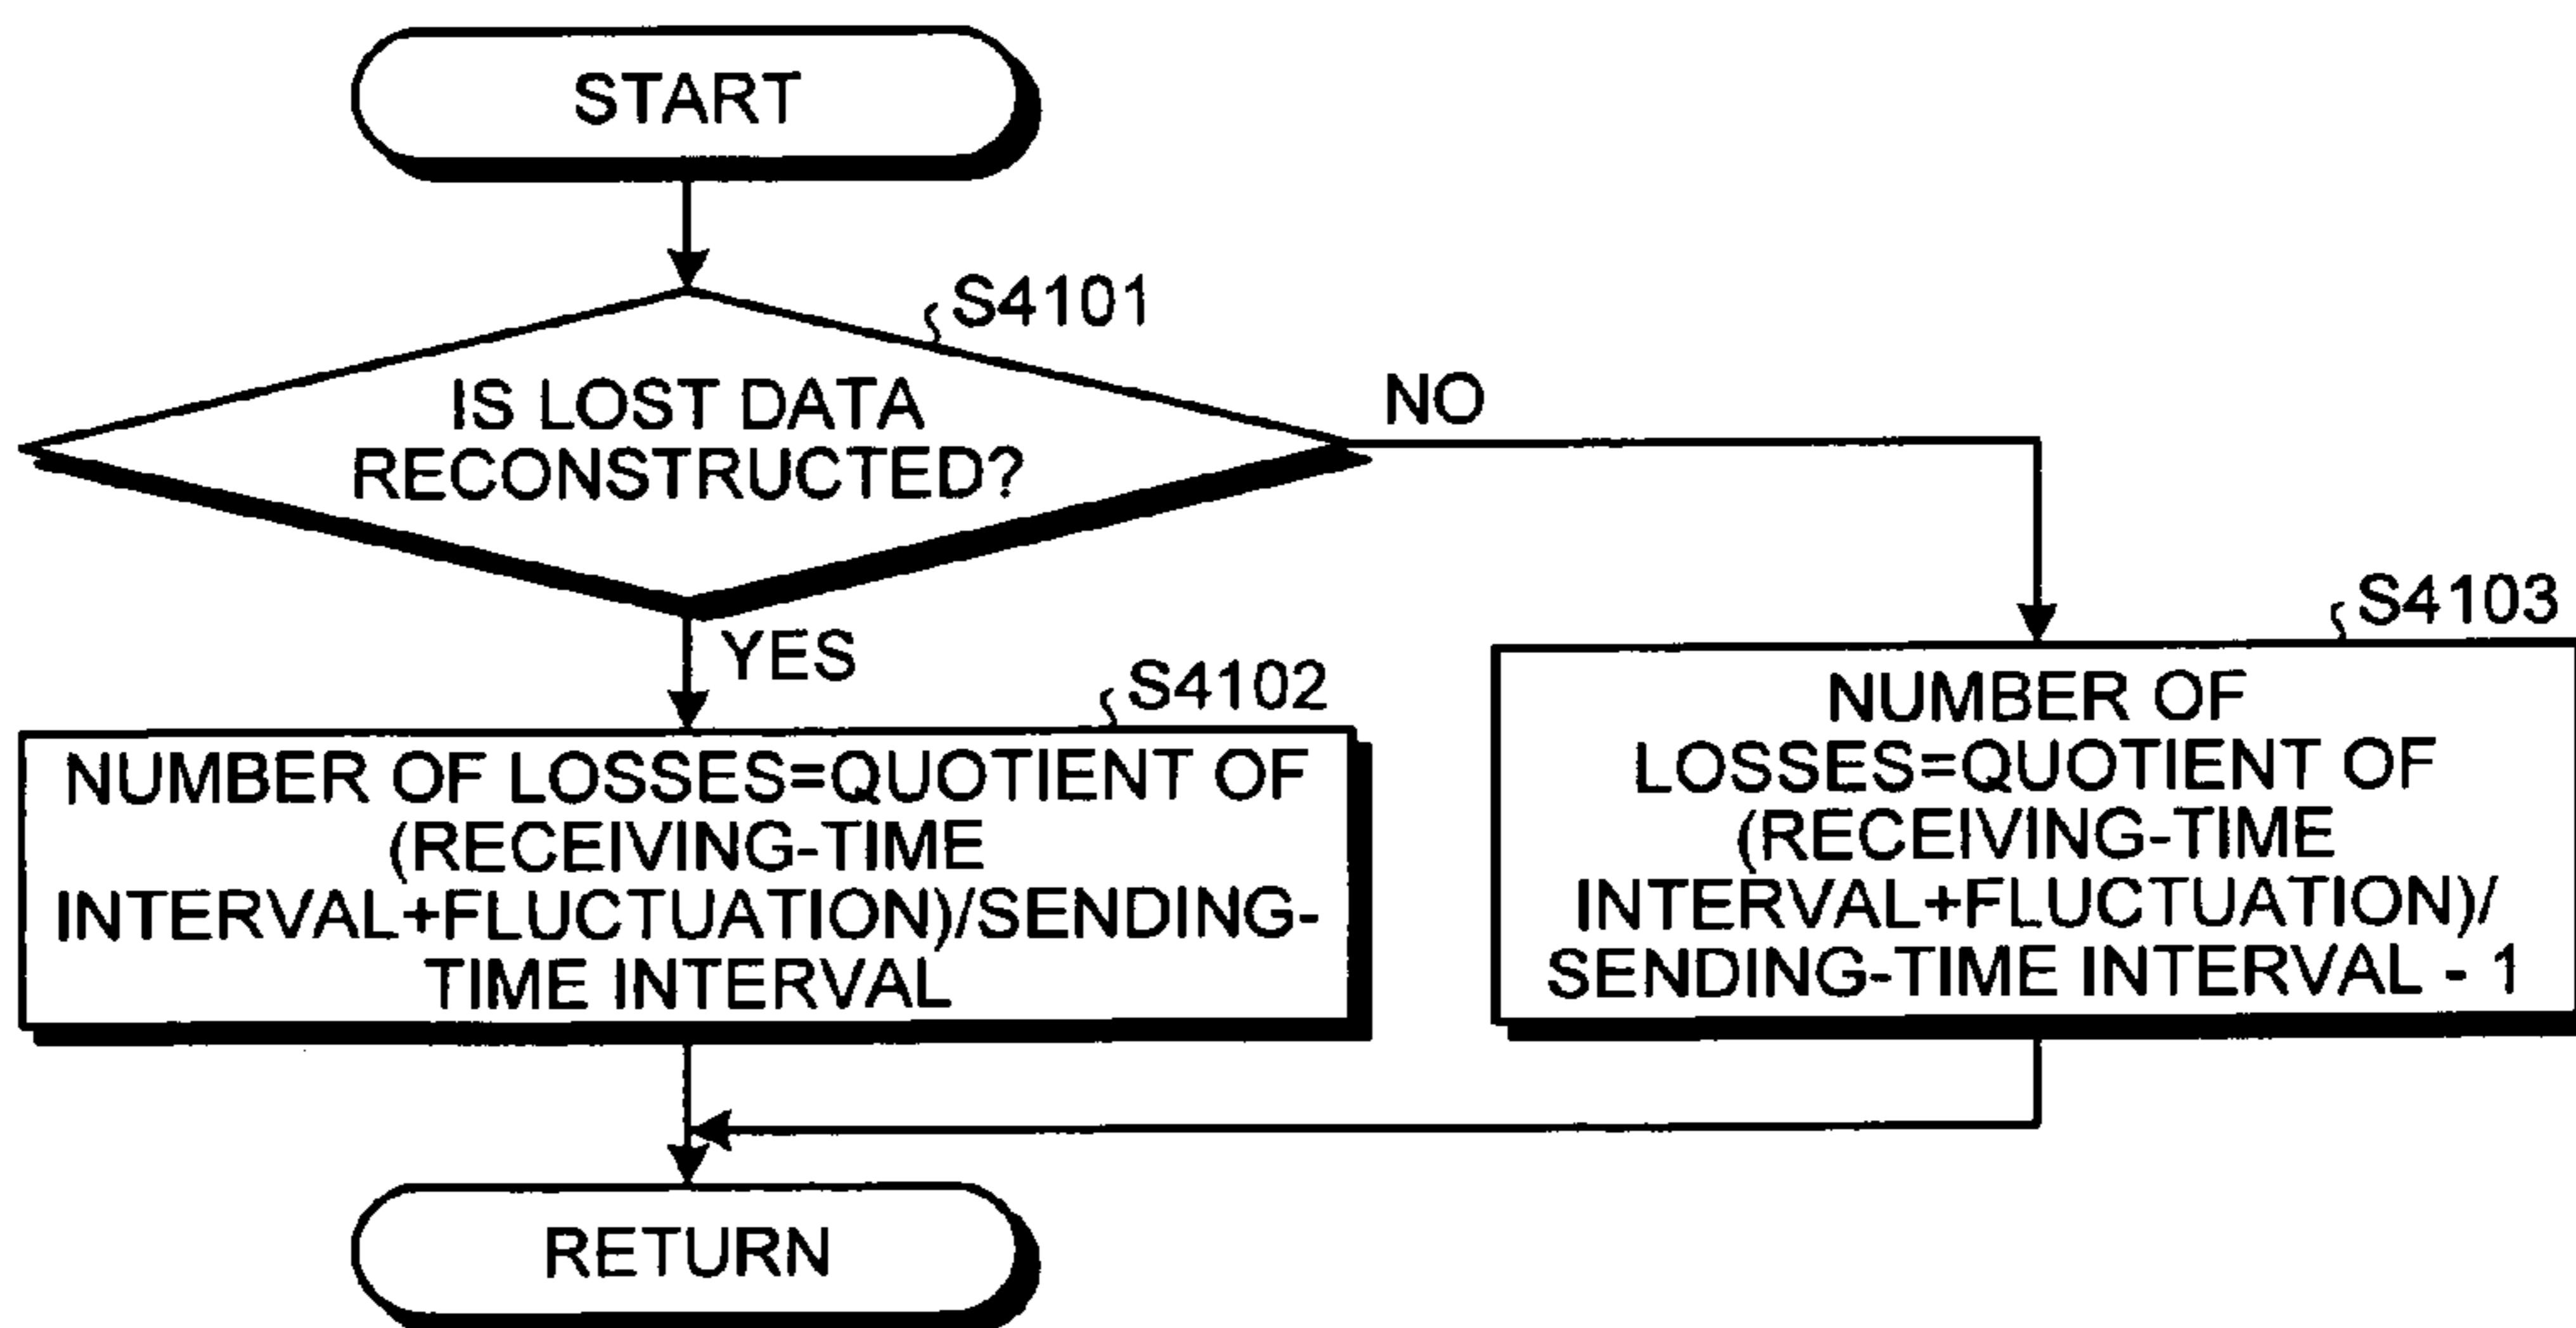 START
S4101
IS LOST DATA
RECONSTRUCTED?
NO
YES
S4102
NUMBER OF LOSSES=QUOTIENT OF
(RECEIVING-TIME
INTERVAL+FLUCTUATION)/SENDING-
TIME INTERVAL
S4103
NUMBER OF
LOSSES=QUOTIENT OF
(RECEIVING-TIME
INTERVAL+FLUCTUATION)/
SENDING-TIME INTERVAL - 1
RETURN